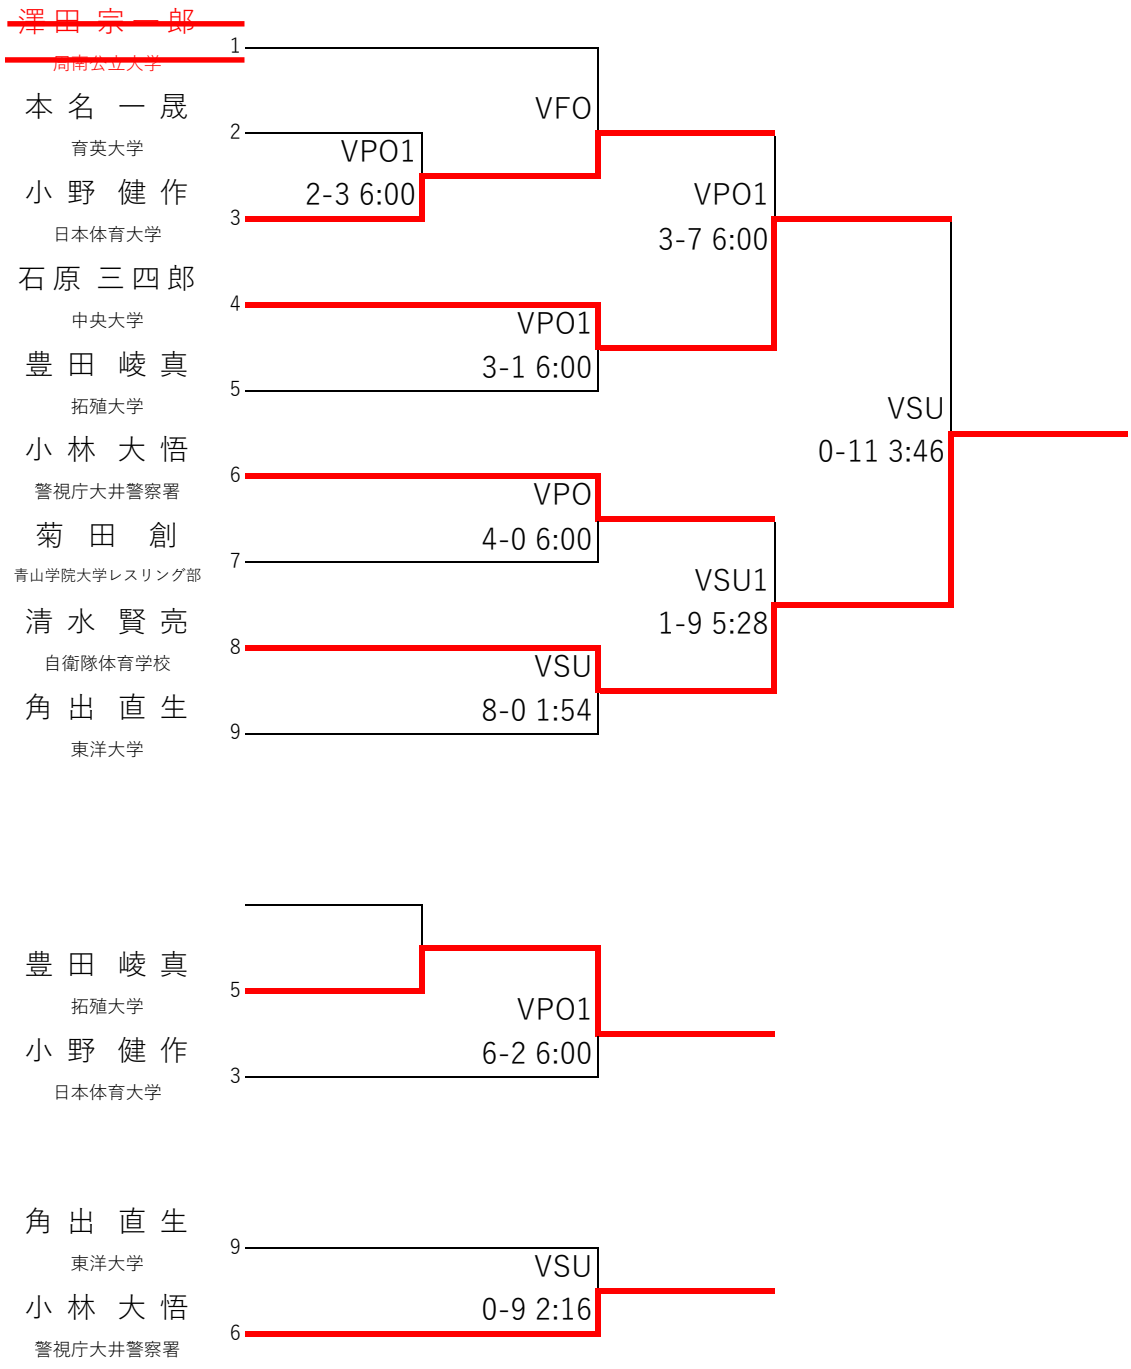 澤田 宗一郎
1
周南公立大学
本名 一晟
VFO
2
育英大学
VPO1
小野 健作
2-3 6:00
VPO1
3
日本体育大学
3-7 6:00
石原 三四郎
4
中央大学
VPO1
豊田 崚真
3-1 6:00
5
拓殖大学
VSU
小林 大悟
0-11 3:46
6
警視庁大井警察署
VPO
菊田 創
4-0 6:00
7
青山学院大学レスリング部
VSU1
清水 賢亮
1-9 5:28
8
自衛隊体育学校
VSU
角出 直生
8-0 1:54
9
東洋大学
豊田 崚真
5
拓殖大学
VPO1
小野 健作
6-2 6:00
3
日本体育大学
角出 直生
9
東洋大学
VSU
小林 大悟
0-9 2:16
6
警視庁大井警察署